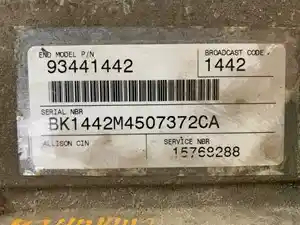 END MODEL P/N BROADCAST CODE
93441442 1442
SERIAL NBR
BK1442M4507372CA
ALLISON CIN SERVICE NBR
15769288